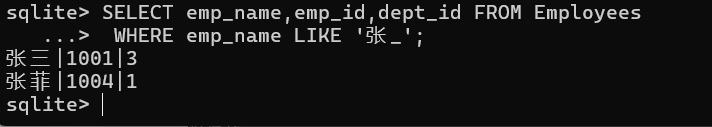 sqlite> SELECT emp_name,emp_id,dept_id FROM Employees
   ...>  WHERE emp_name LIKE '张_';
张三|1001|3
张菲|1004|1
sqlite>